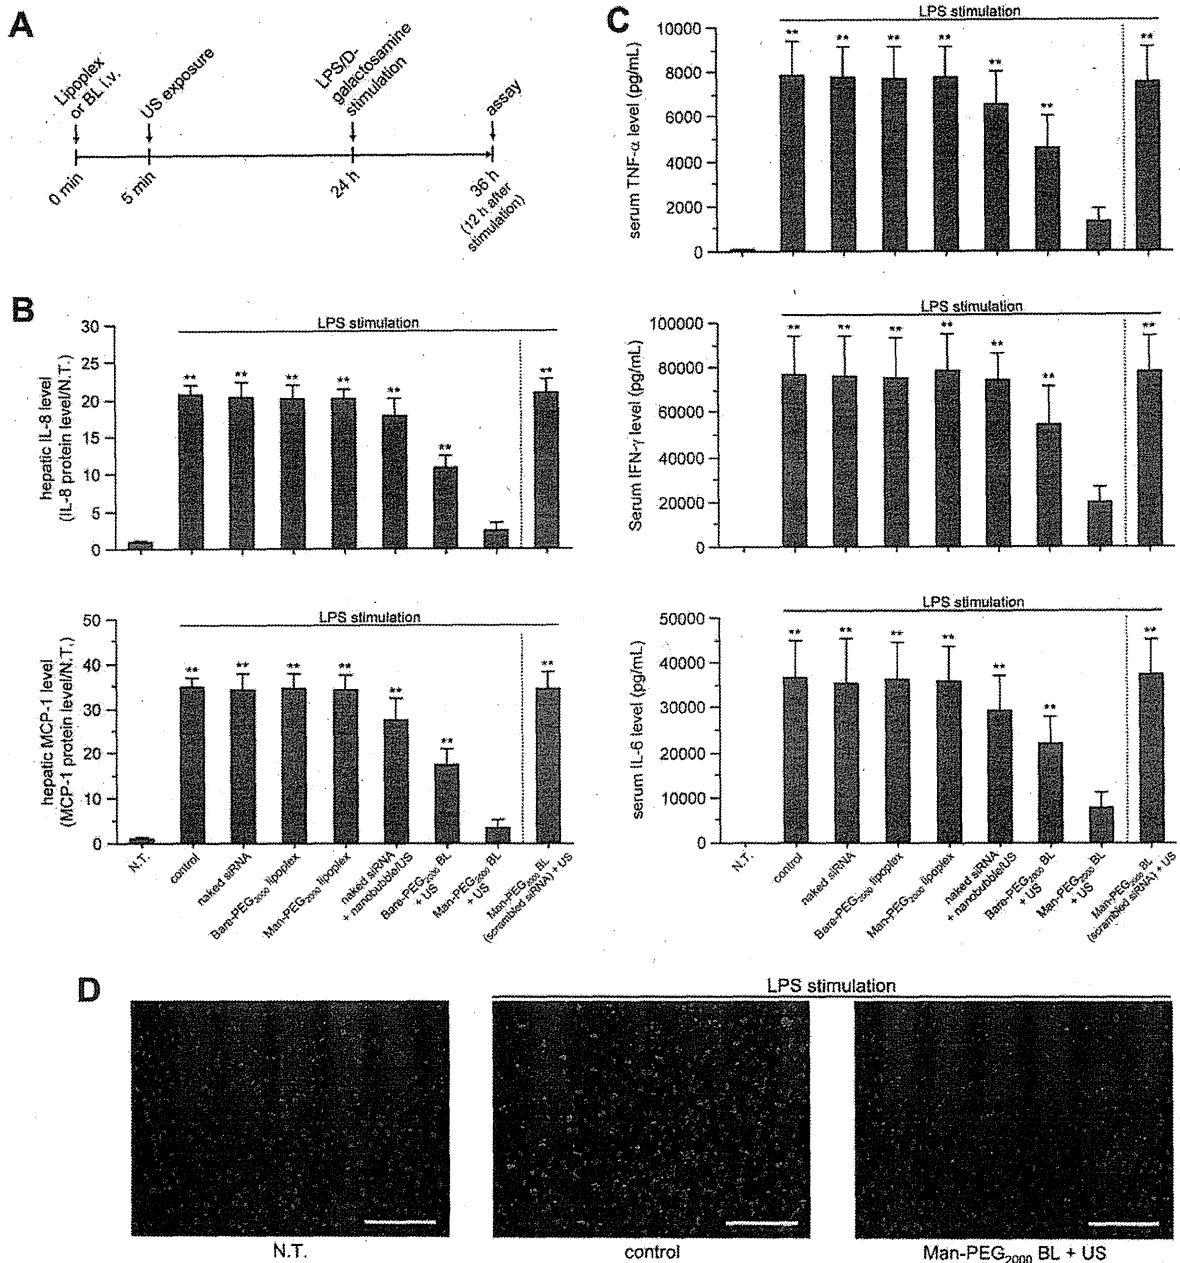 A
Lipoplex
or BL i.v.
US exposure
LPS/D-
galactosamine
stimulation
assay
0 min
5 min
24 h
36 h
(12 h after
stimulation)
B
LPS stimulation
hepatic IL-8 level
(IL-8 protein level/N.T.)
30
25
20
15
10
5
0
** ** ** ** ** ** **
LPS stimulation
hepatic MCP-1 level
(MCP-1 protein level/N.T.)
50
40
30
20
10
0
** ** ** ** ** ** **
N.T.
control
naked siRNA
Bare-PEG2000 lipoplex
Man-PEG2000 lipoplex
naked siRNA
+ nanobubble/US
Bare-PEG2000 BL
+ US
Man-PEG2000 BL
+ US
Man-PEG2000 BL
(scrambled siRNA) + US
C
LPS stimulation
serum TNF-α level (pg/mL)
10000
8000
6000
4000
2000
0
** ** ** ** ** ** **
LPS stimulation
Serum IFN-γ level (pg/mL)
100000
80000
60000
40000
20000
0
** ** ** ** ** ** **
LPS stimulation
serum IL-6 level (pg/mL)
50000
40000
30000
20000
10000
0
** ** ** ** ** ** **
N.T.
control
naked siRNA
Bare-PEG2000 lipoplex
Man-PEG2000 lipoplex
naked siRNA
+ nanobubble/US
Bare-PEG2000 BL
+ US
Man-PEG2000 BL
+ US
Man-PEG2000 BL
(scrambled siRNA) + US
D
LPS stimulation
N.T.
control
Man-PEG2000 BL + US